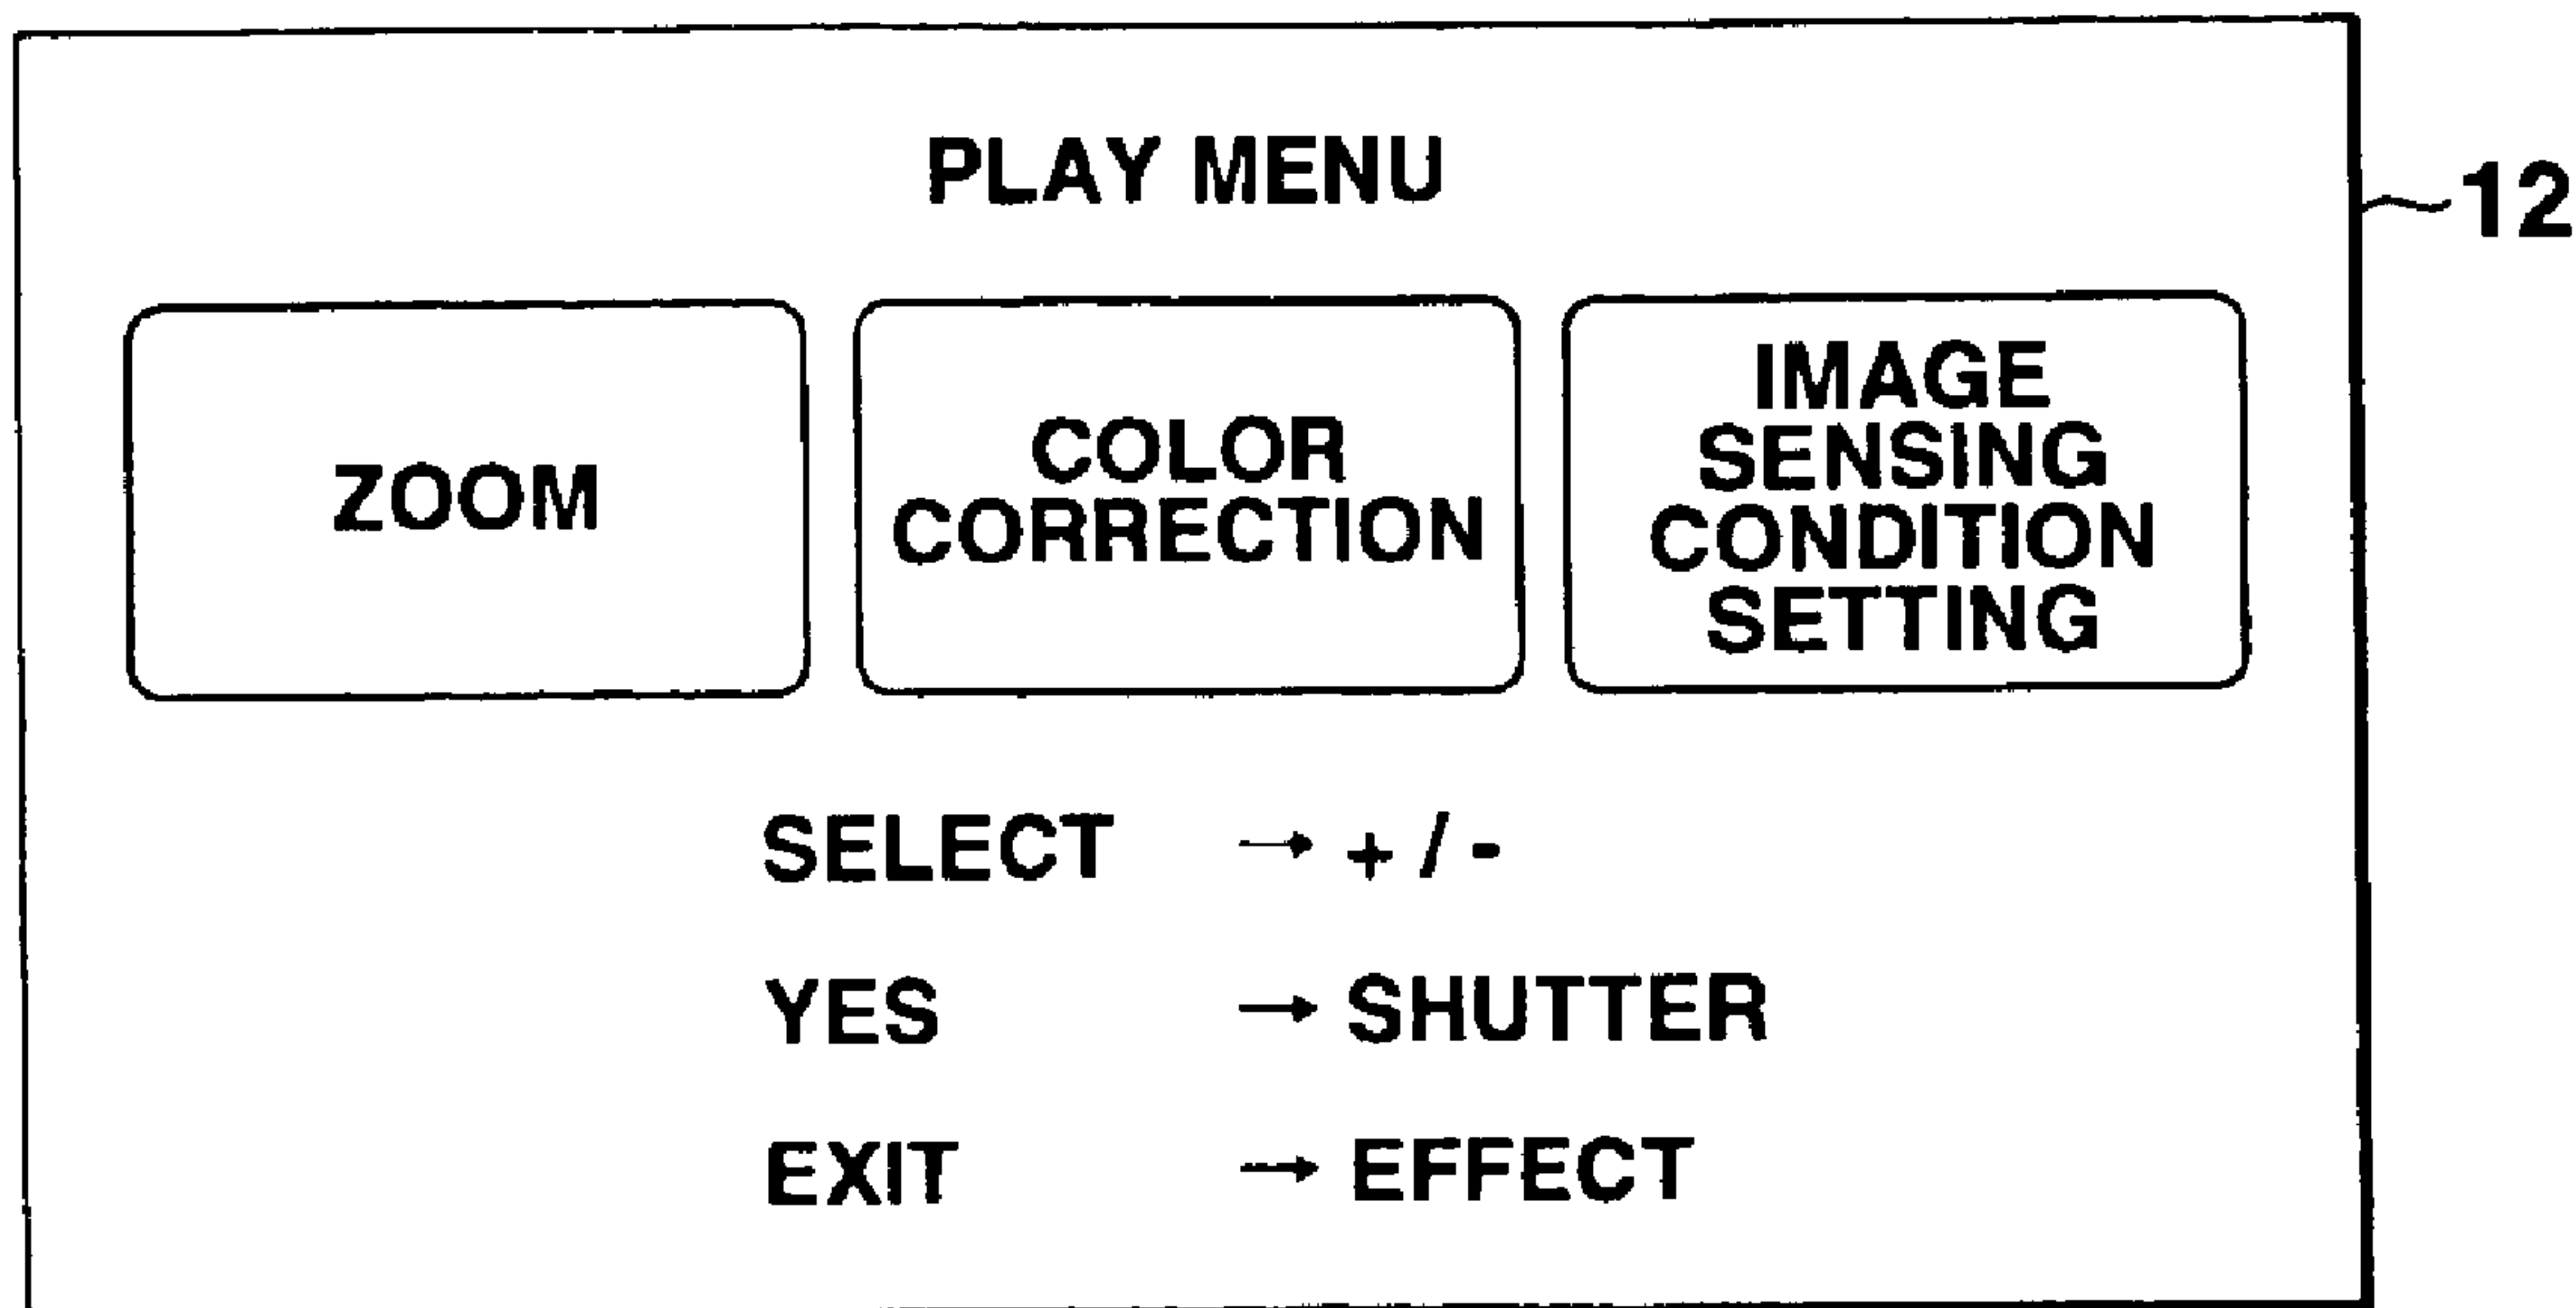 PLAY MENU
12
ZOOM
COLOR
CORRECTION
IMAGE
SENSING
CONDITION
SETTING
SELECT → + / -
YES → SHUTTER
EXIT → EFFECT